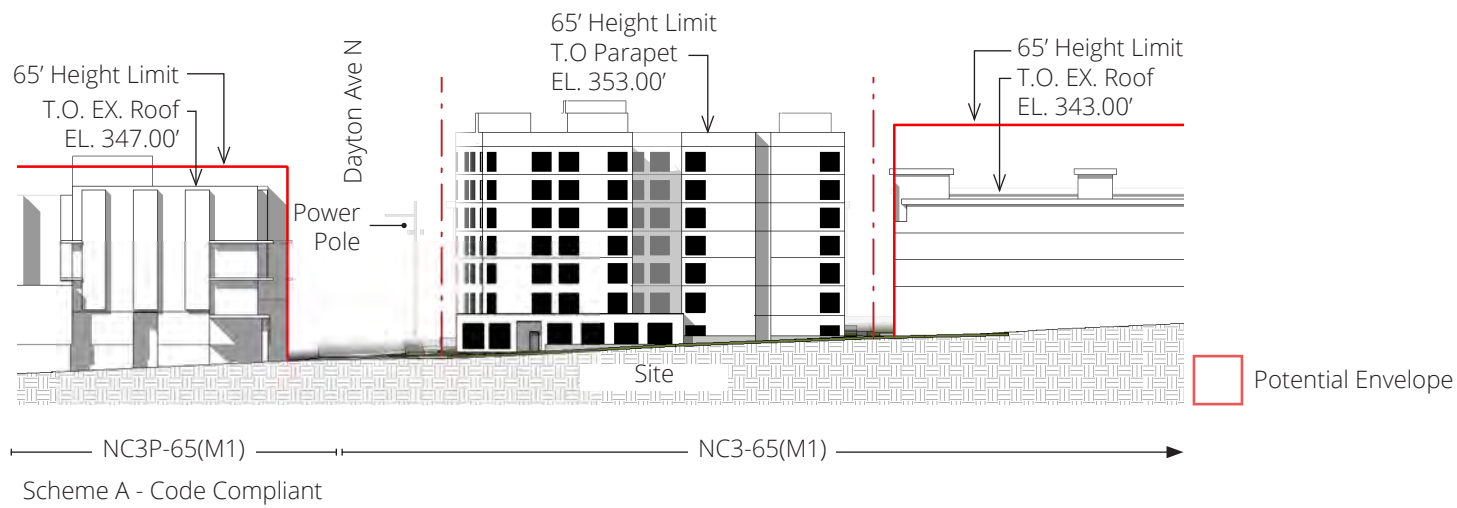 65’ Height Limit
T.O. EX. Roof
EL. 347.00’
Dayton Ave N
Power
Pole
65’ Height Limit
T.O Parapet
EL. 353.00’
65’ Height Limit
T.O. EX. Roof
EL. 343.00’
Site
Potential Envelope
NC3P-65(M1)
NC3-65(M1)
Scheme A - Code Compliant